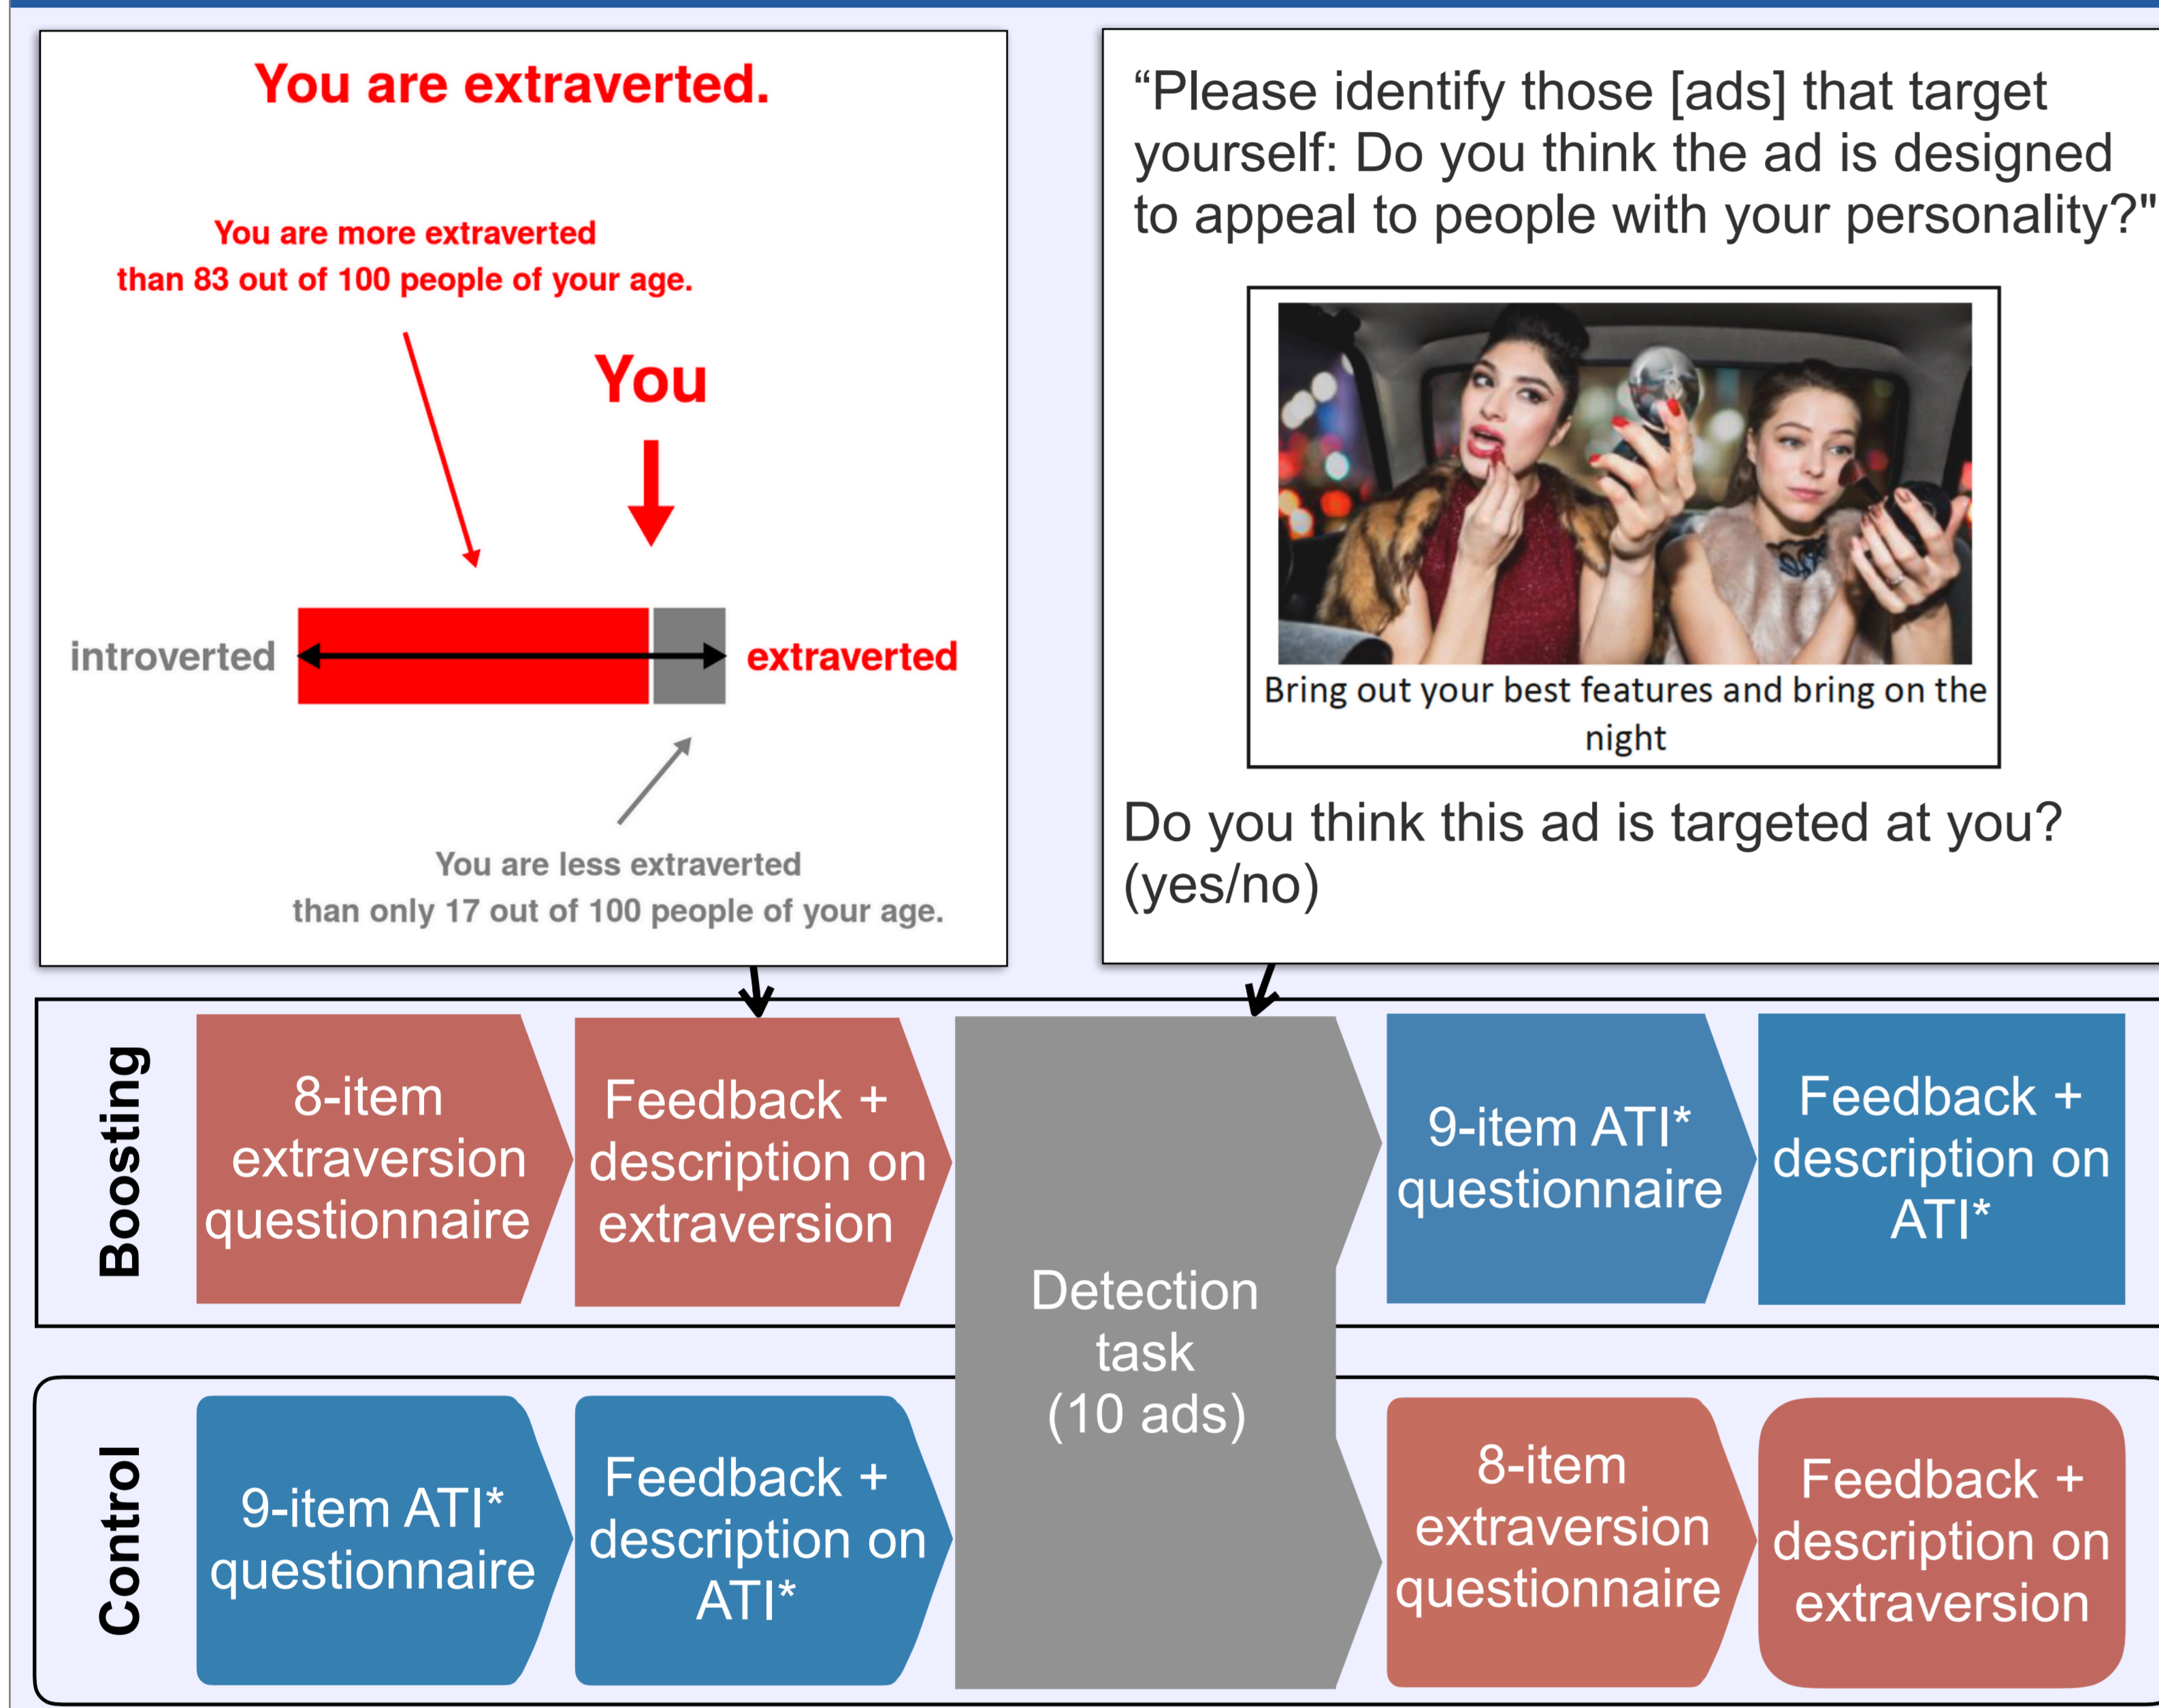 You are extraverted.
You are more extraverted
than 83 out of 100 people of your age.
You
introverted
extraverted
You are less extraverted
than only 17 out of 100 people of your age.
“Please identify those [ads] that target
yourself: Do you think the ad is designed
to appeal to people with your personality?"
Bring out your best features and bring on the
night
Do you think this ad is targeted at you?
(yes/no)
Boosting
8-item
extraversion
questionnaire
Feedback +
description on
extraversion
Detection
task
(10 ads)
9-item ATI*
questionnaire
Feedback +
description on
ATI*
Control
9-item ATI*
questionnaire
Feedback +
description on
ATI*
8-item
extraversion
questionnaire
Feedback +
description on
extraversion